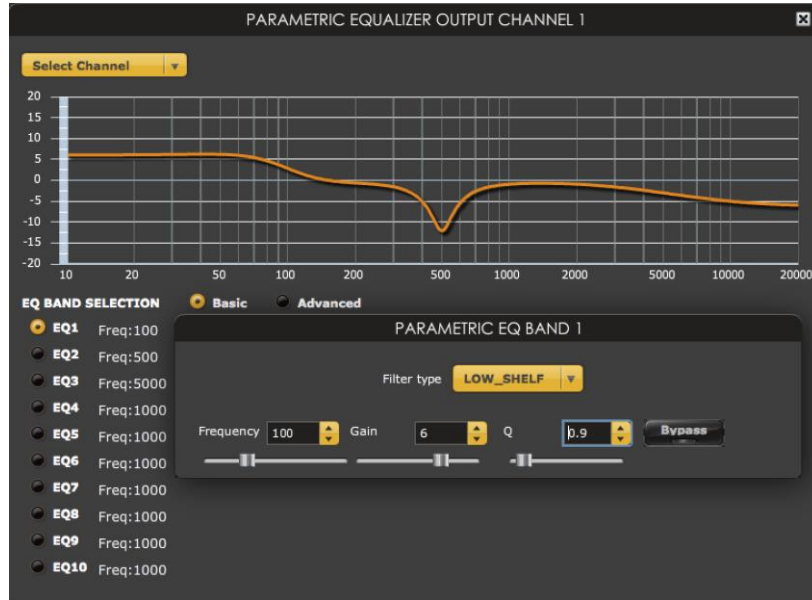 PARAMETRIC EQUALIZER OUTPUT CHANNEL 1
Select Channel
20
15
10
5
0
-5
-10
-15
-20
10 20 50 100 200 500 1000 2000 5000 10000 20000
EQ BAND SELECTION Basic Advanced
EQ1 Freq:100
EQ2 Freq:500
EQ3 Freq:5000
EQ4 Freq:1000
EQ5 Freq:1000
EQ6 Freq:1000
EQ7 Freq:1000
EQ8 Freq:1000
EQ9 Freq:1000
EQ10 Freq:1000
PARAMETRIC EQ BAND 1
Filter type LOW_SHELF
Frequency 100 Gain 6 Q 0.9 Bypass